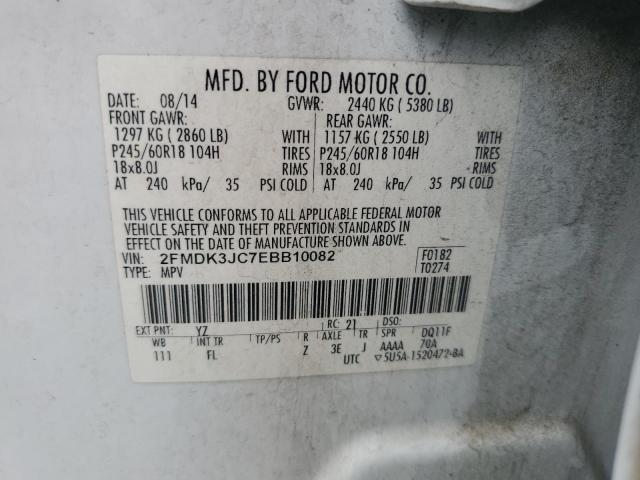 MFD. BY FORD MOTOR CO.
DATE: 08/14 GVWR: 2440 KG ( 5380 LB)
FRONT GAWR: REAR GAWR:
1297 KG ( 2860 LB) WITH 1157 KG ( 2550 LB) WITH
P245/60R18 104H TIRES P245/60R18 104H TIRES
18x8.0J RIMS 18x8.0J RIMS
AT 240 kPa/ 35 PSI COLD AT 240 kPa/ 35 PSI COLD
THIS VEHICLE CONFORMS TO ALL APPLICABLE FEDERAL MOTOR
VEHICLE SAFETY AND THEFT PREVENTION STANDARDS IN
EFFECT ON THE DATE OF MANUFACTURE SHOWN ABOVE.
VIN: 2FMDK3JC7EBB10082 F0182
TYPE: MPV T0274
EXT PNT: YZ RC: 21 DSO:
WB INT TR TP/PS R AXLE TR SPR DQ11F
111 FL Z 3E J AAAA 70A
UTC ▽5U5A-1520472-BA